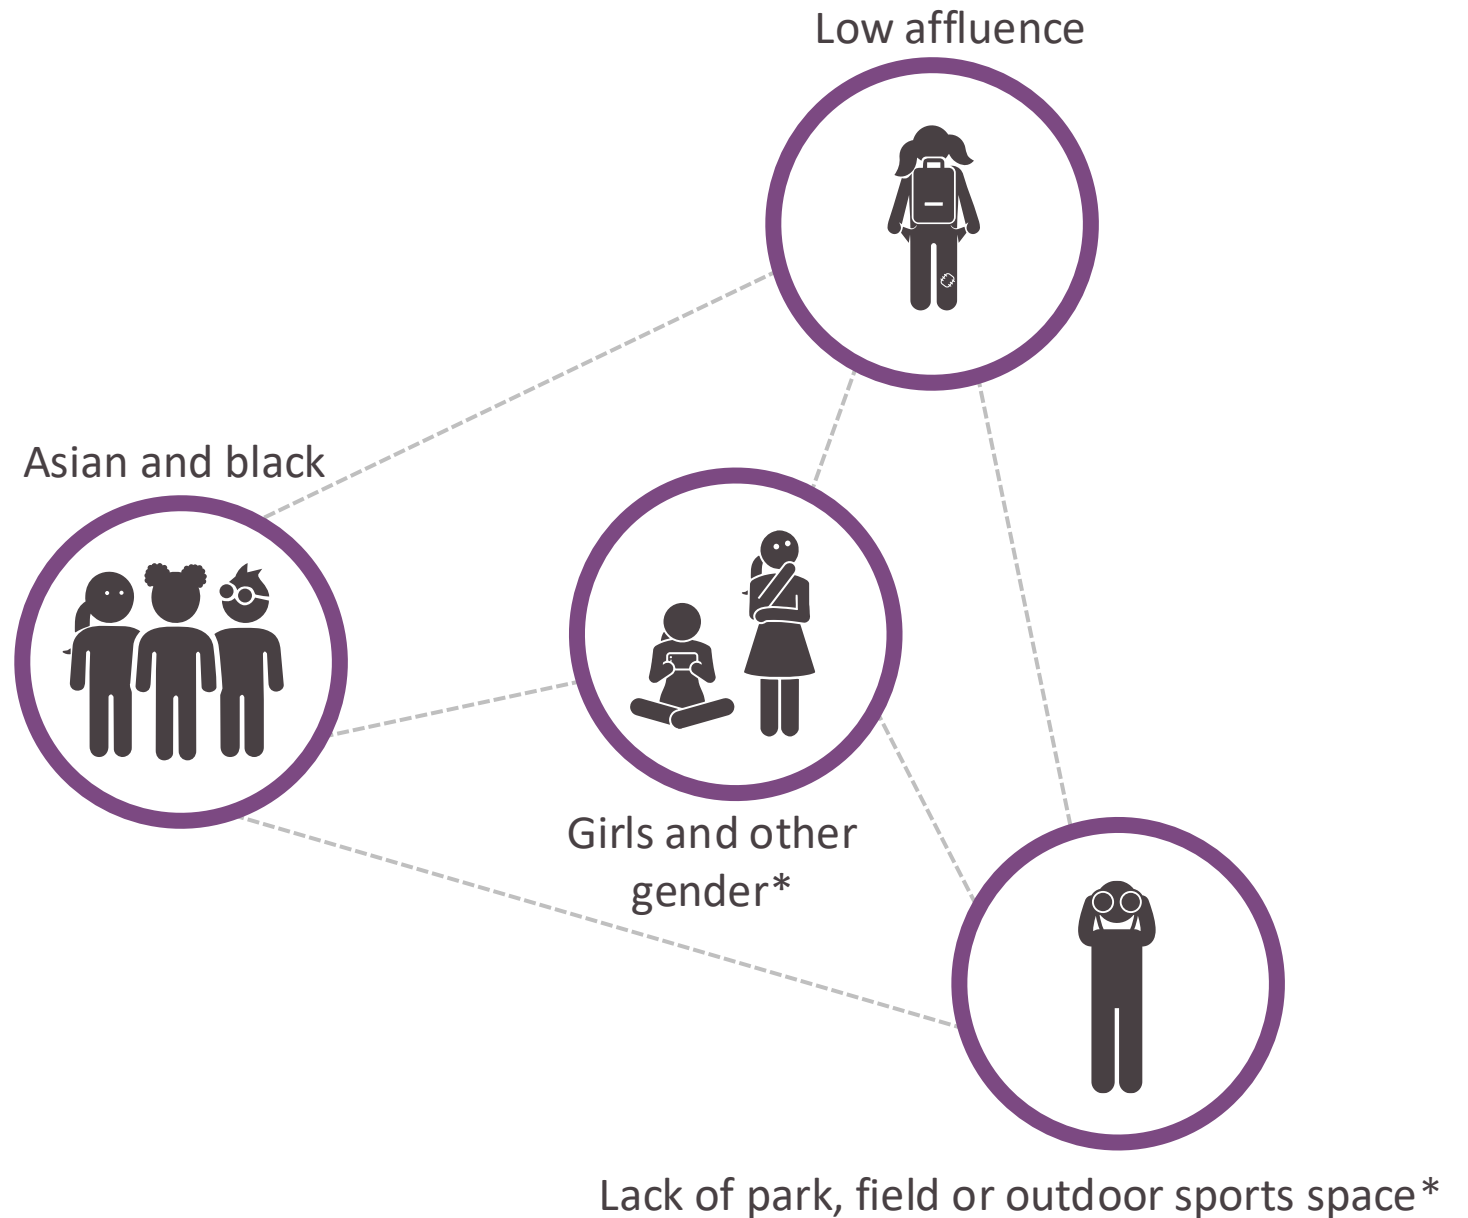 Low affluence
Asian and black
Girls and other
gender*
Lack of park, field or outdoor sports space*